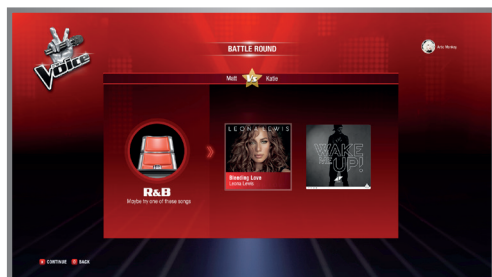 The Voice
BATTLE ROUND
Matt VS Katie
LEONA LEWIS
WAKE
ME UP!
Bleeding Love
Leona Lewis
R&B
Maybe try one of these songs
CONTINUE BACK